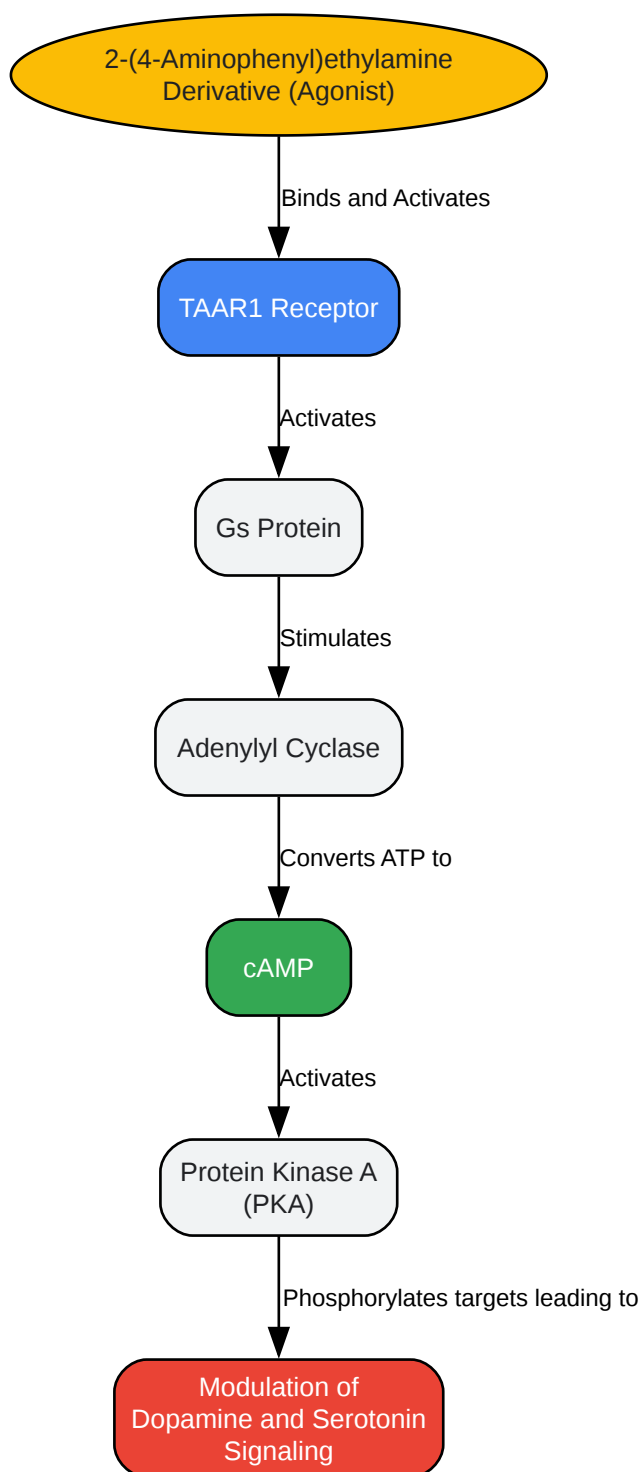 2-(4-Aminophenyl)ethylamine
Derivative (Agonist)
Binds and Activates
TAAR1 Receptor
Activates
Gs Protein
Stimulates
Adenylyl Cyclase
Converts ATP to
cAMP
Activates
Protein Kinase A
(PKA)
Phosphorylates targets leading to
Modulation of
Dopamine and Serotonin
Signaling